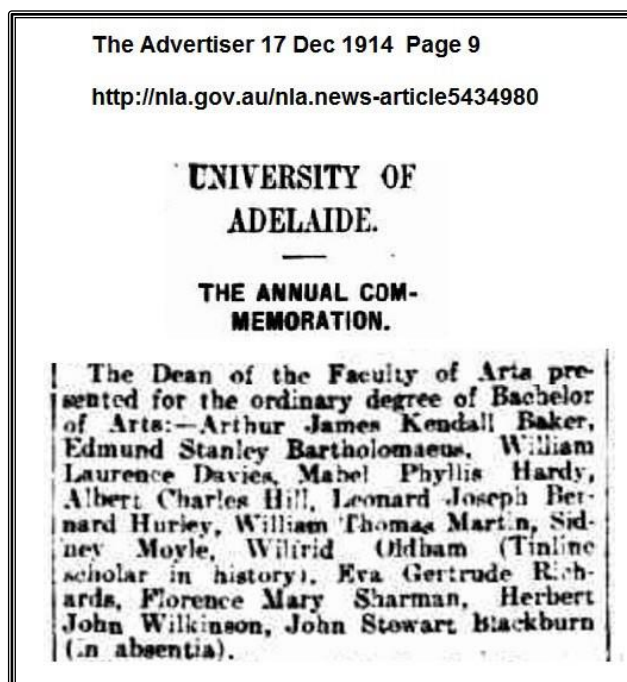 The Advertiser 17 Dec 1914 Page 9
http://nla.gov.au/nla.news-article5434980
UNIVERSITY OF
ADELAIDE.
THE ANNUAL COM-
MEMORATION.
The Dean of the Faculty of Arts pre-
sented for the ordinary degree of Bachelor
of Arts:—Arthur James Kendall Baker,
Edmund Stanley Bartholomaeus, William
Laurence Davies, Mabel Phyllis Hardy,
Albert Charles Hill, Leonard Joseph Ber-
nard Hurley, William Thomas Martin, Sid-
ney Moyle, Wilfrid Oldham (Tinline
scholar in history), Eva Gertrude Rich-
ards, Florence Mary Sharman, Herbert
John Wilkinson, John Stewart Blackburn
(in absentia).